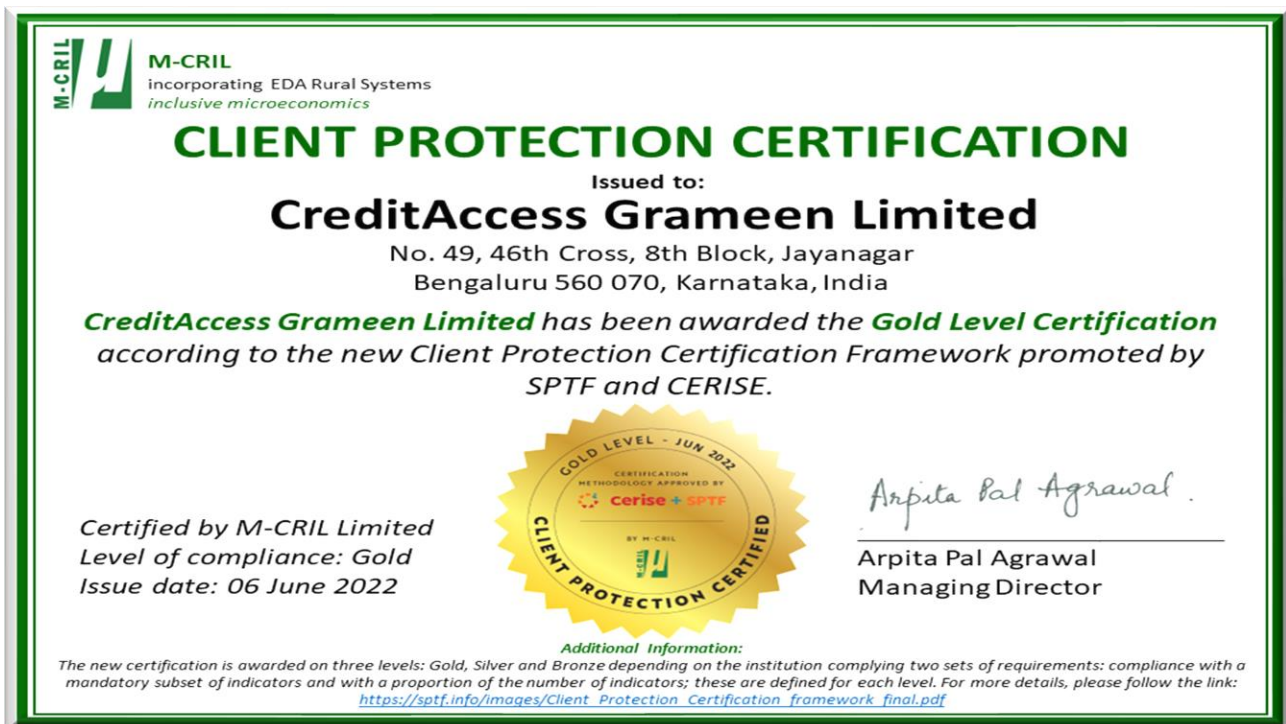 M-CRIL
M-CRIL
incorporating EDA Rural Systems
inclusive microeconomics
CLIENT PROTECTION CERTIFICATION
Issued to:
CreditAccess Grameen Limited
No. 49, 46th Cross, 8th Block, Jayanagar
Bengaluru 560 070, Karnataka, India
CreditAccess Grameen Limited has been awarded the Gold Level Certification
according to the new Client Protection Certification Framework promoted by
SPTF and CERISE.
GOLD LEVEL - JUN 2022
CERTIFICATION
METHODOLOGY APPROVED BY
Cerise + SPTF
BY M-CRIL
M-CRIL
CLIENT PROTECTION CERTIFIED
Certified by M-CRIL Limited
Level of compliance: Gold
Issue date: 06 June 2022
Arpita Pal Agrawal.
Arpita Pal Agrawal
Managing Director
Additional Information:
The new certification is awarded on three levels: Gold, Silver and Bronze depending on the institution complying two sets of requirements: compliance with a
mandatory subset of indicators and with a proportion of the number of indicators; these are defined for each level. For more details, please follow the link:
https://sptf.info/images/Client_Protection_Certification_framework_final.pdf